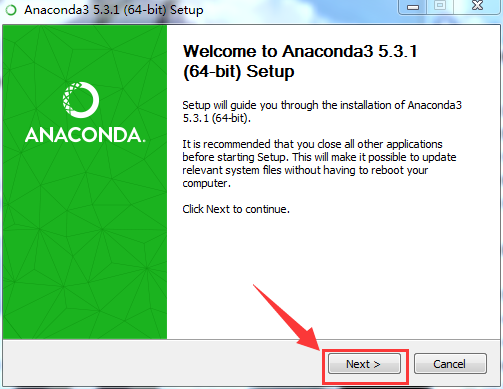 Anaconda3 5.3.1 (64-bit) Setup
Welcome to Anaconda3 5.3.1
(64-bit) Setup
Setup will guide you through the installation of Anaconda3
5.3.1 (64-bit).
It is recommended that you close all other applications
before starting Setup. This will make it possible to update
relevant system files without having to reboot your
computer.
Click Next to continue.
ANACONDA.
Next >
Cancel